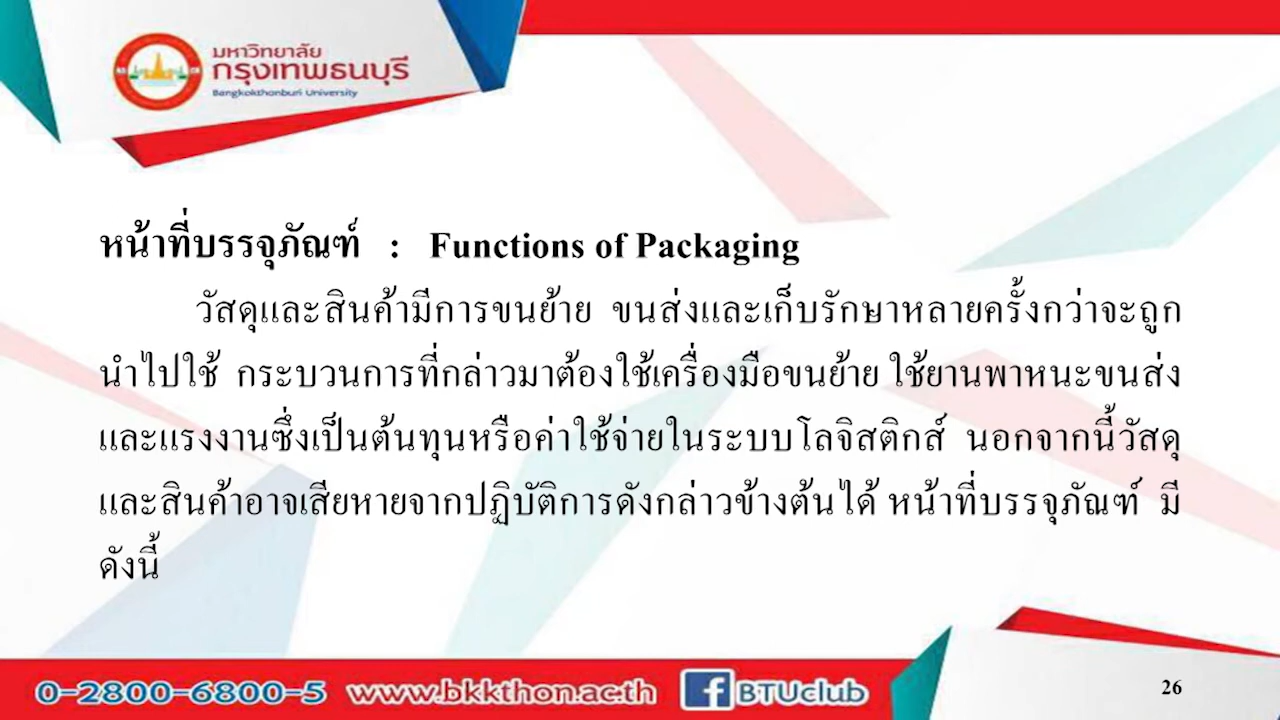 มหาวิทยาลัย
กรุงเทพธนบุรี
Bangkokthonburi University
หน้าที่บรรจุภัณฑ์ : Functions of Packaging
วัสดุและสินค้ามีการขนย้าย ขนส่งและเก็บรักษาหลายครั้งกว่าจะถูก
นำไปใช้ กระบวนการที่กล่าวมาต้องใช้เครื่องมือขนย้าย ใช้ยานพาหนะขนส่ง
และแรงงานซึ่งเป็นต้นทุนหรือค่าใช้จ่ายในระบบโลจิสติกส์ นอกจากนี้วัสดุ
และสินค้าอาจเสียหายจากปฏิบัติการดังกล่าวข้างต้นได้ หน้าที่บรรจุภัณฑ์ มี
ดังนี้
0-2800-6800-5 www.bkkthon.ac.th f BTUclub
26